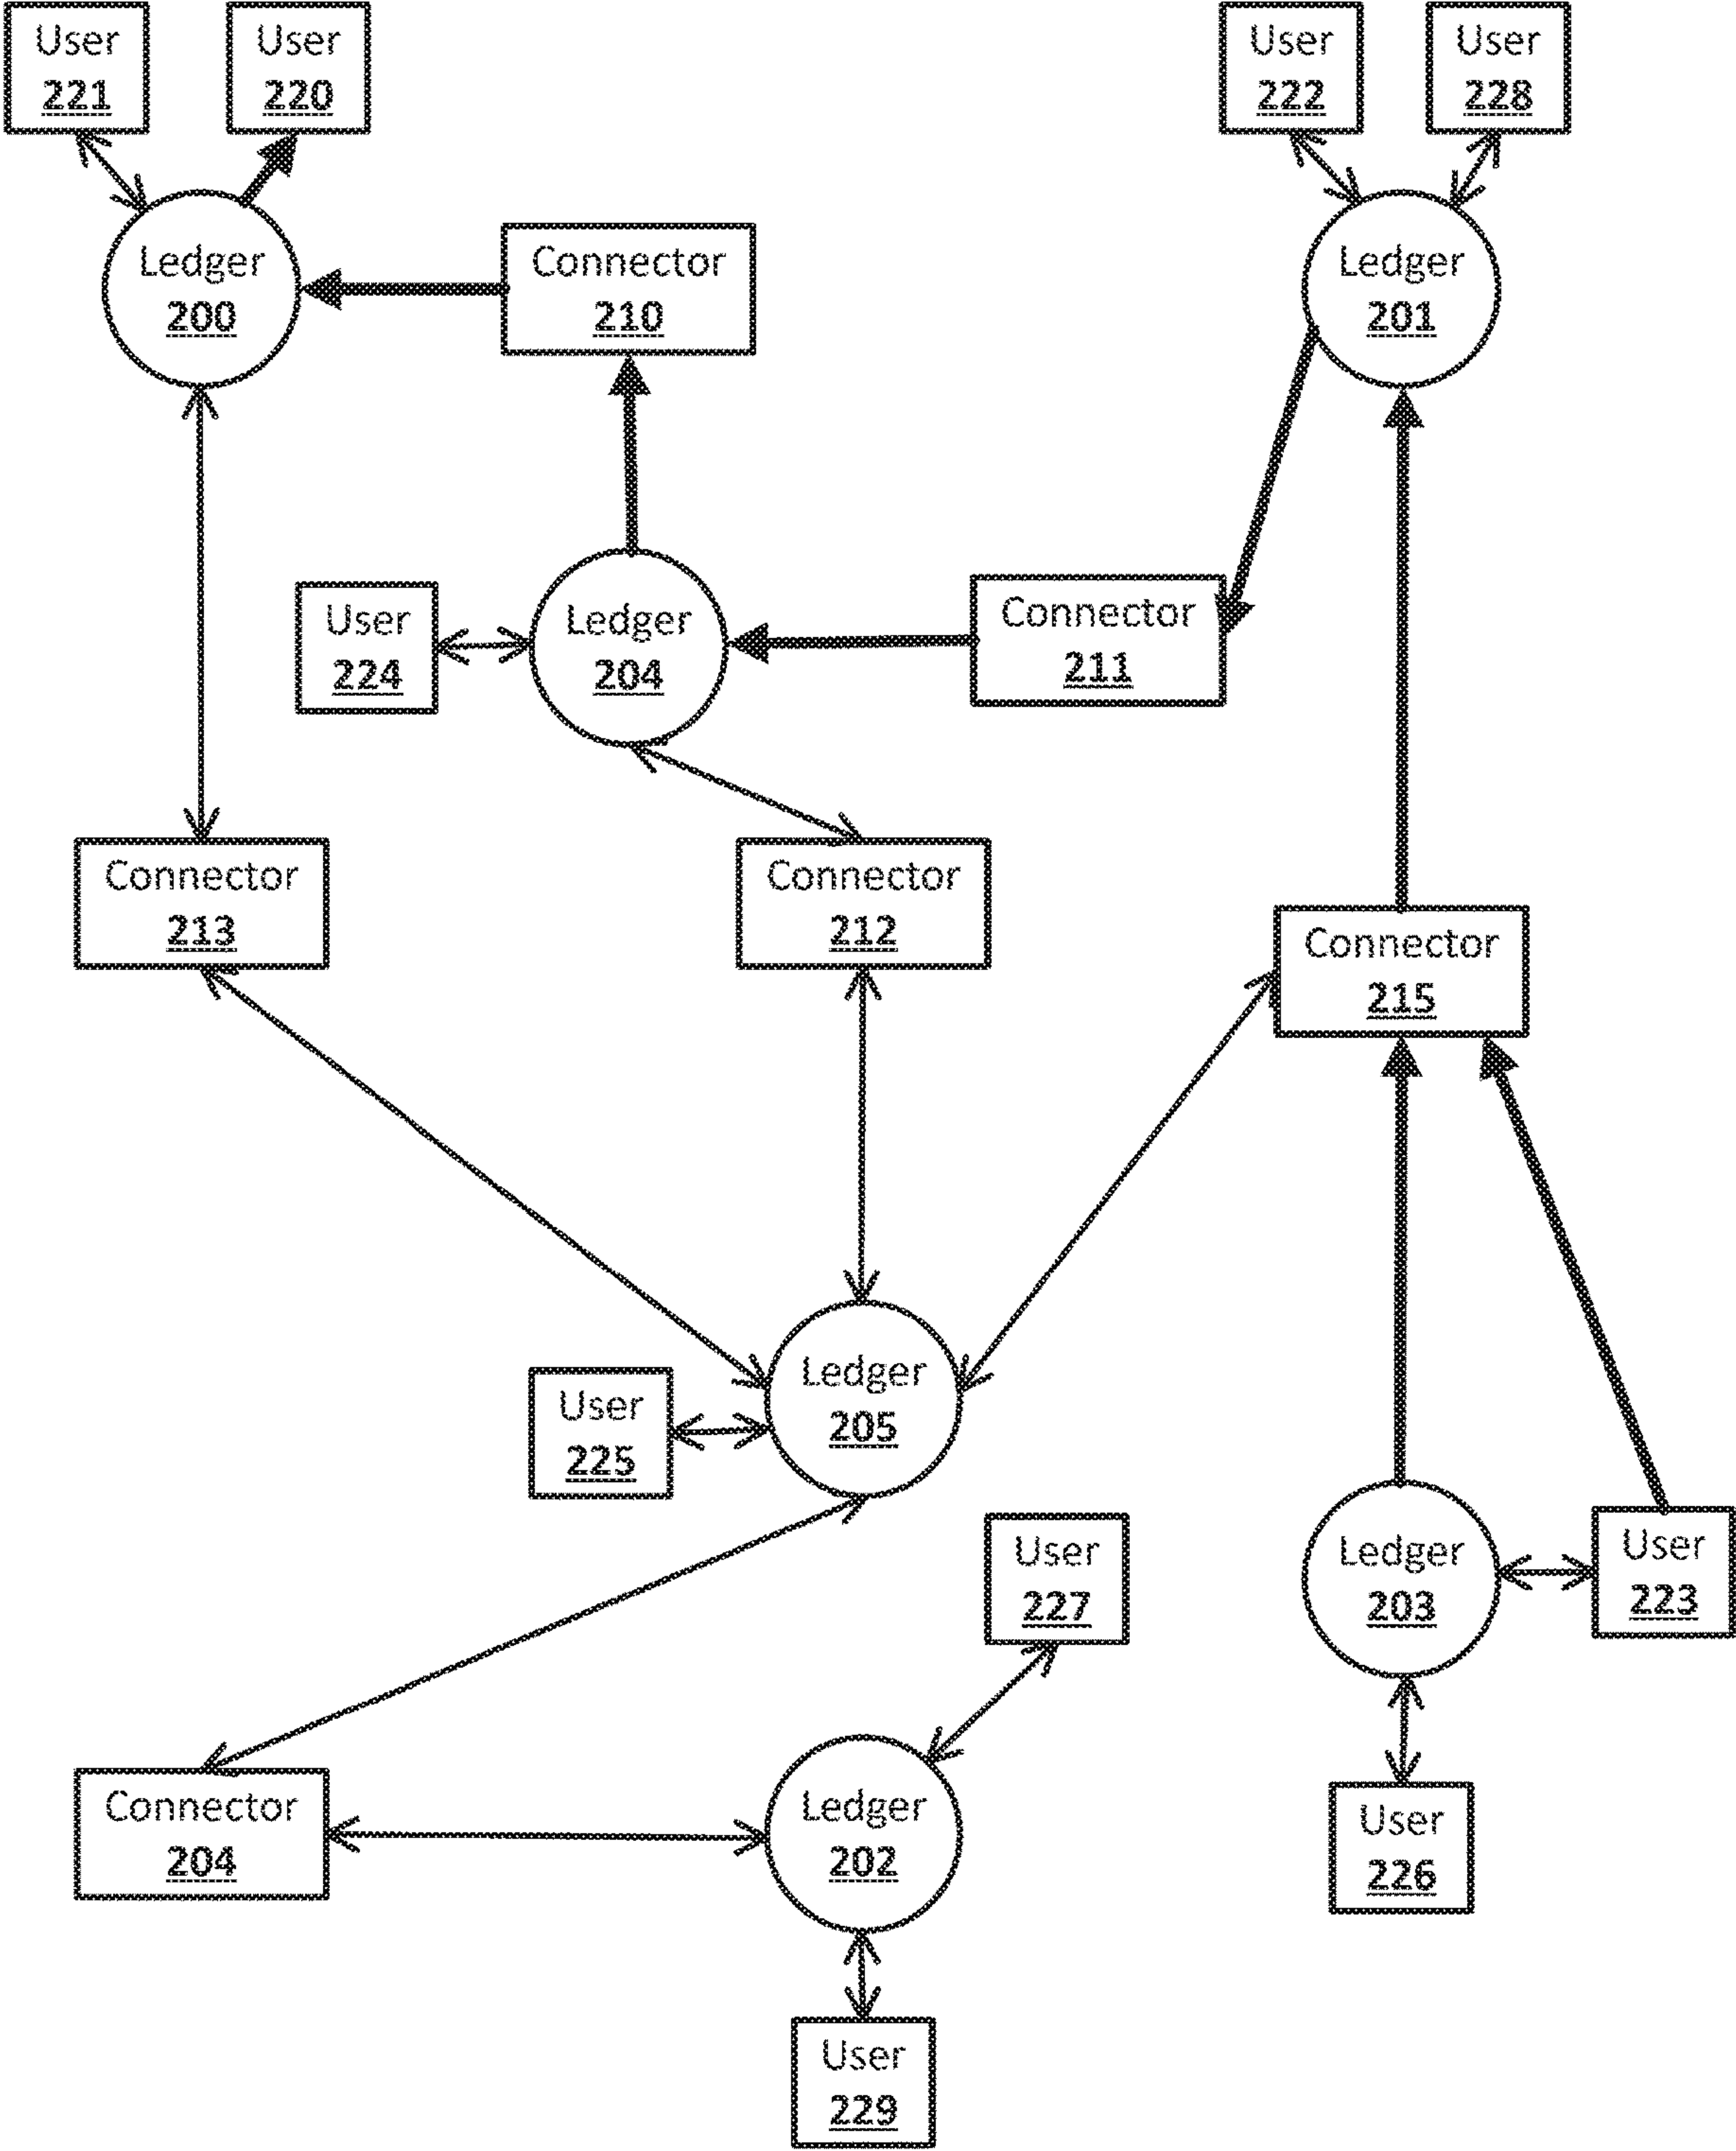 User
221
User
220
User
222
User
228
Ledger
200
Connector
210
Ledger
201
User
224
Ledger
204
Connector
211
Connector
213
Connector
212
Connector
215
Ledger
205
User
225
User
227
Ledger
203
User
223
Connector
204
Ledger
202
User
226
User
229